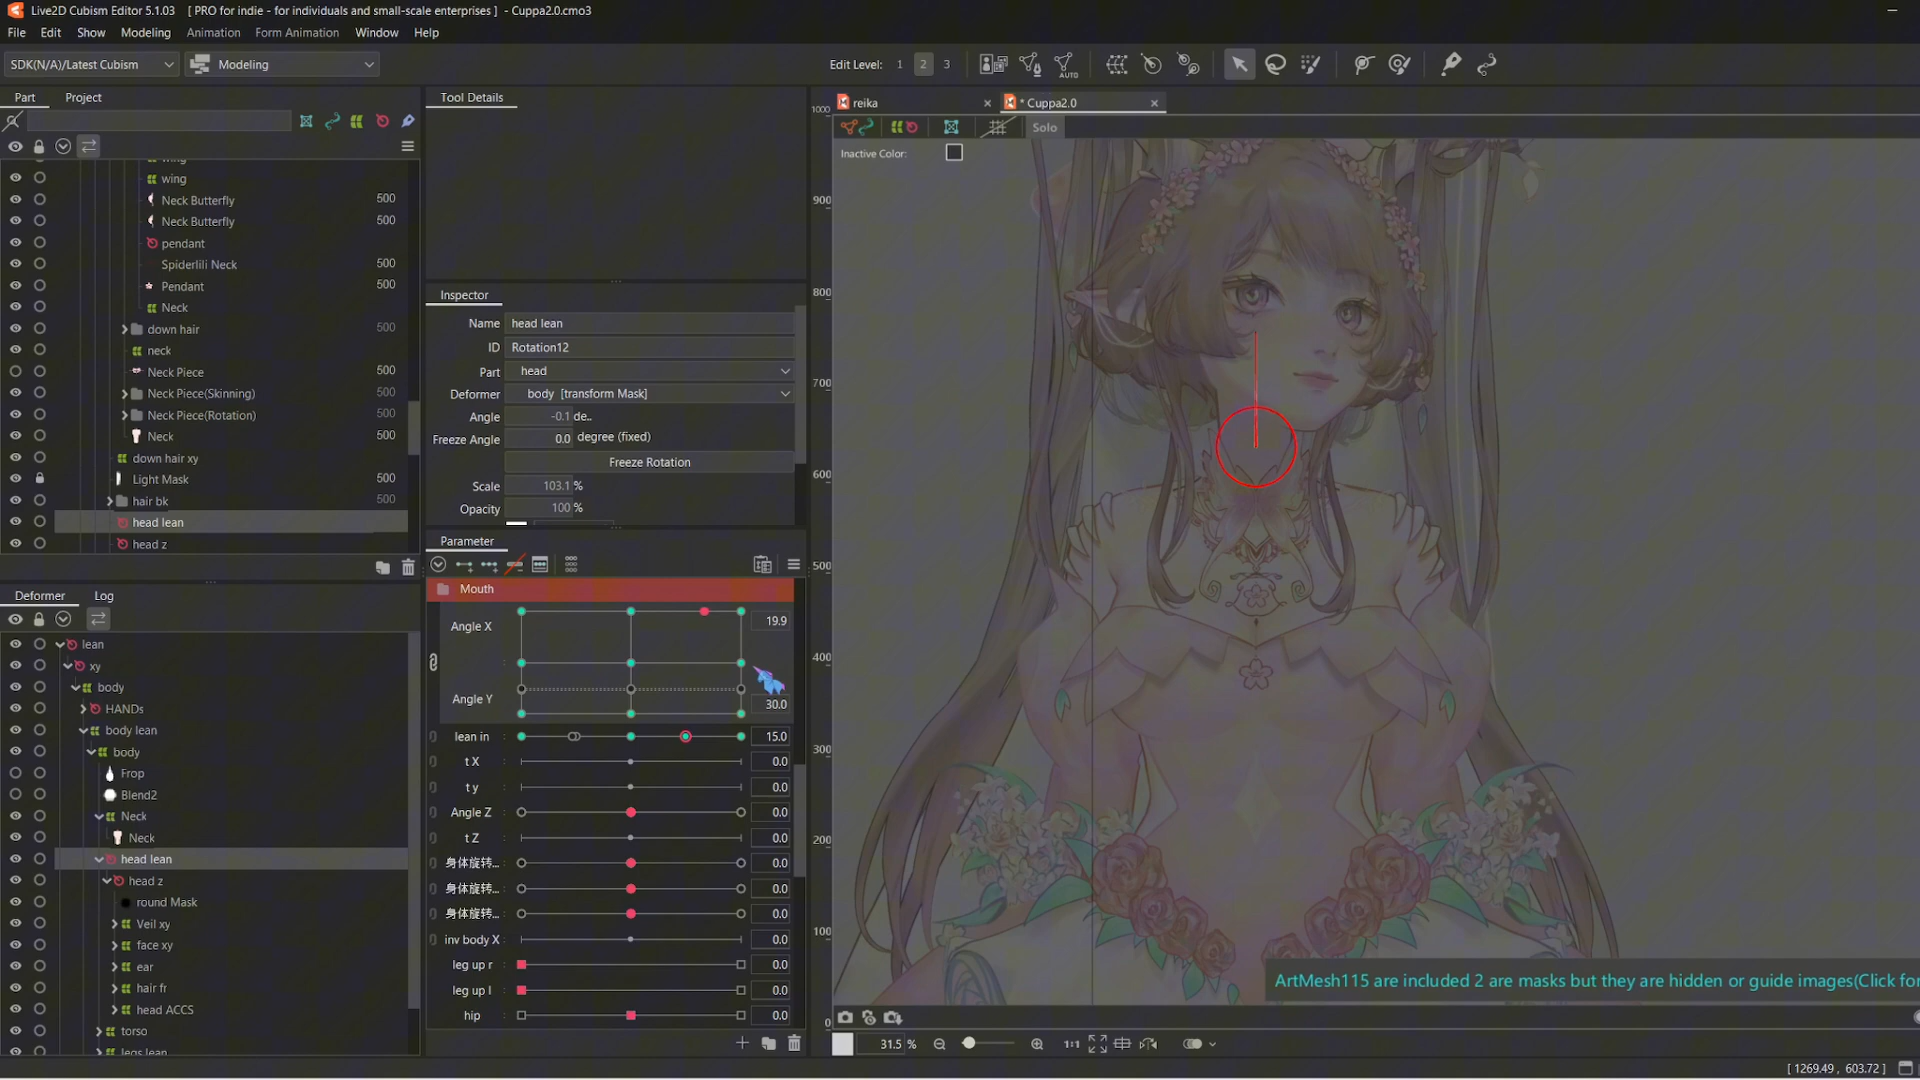 Live2D Cubism Editor 5.1.03 [ PRO for indie - for individuals and small-scale enterprises ] - Cuppa2.0.cmo3
File Edit Show Modeling Animation Form Animation Window Help
SDK(N/A)/Latest Cubism
Modeling
Edit Level: 1 2 3
AUTO
Part Project
wing
wing
Neck Butterfly 500
Neck Butterfly 500
pendant
Spiderlili Neck 500
Pendant 500
Neck
down hair 500
neck
Neck Piece 500
Neck Piece(Skinning) 500
Neck Piece(Rotation) 500
Neck 500
down hair xy
Light Mask 500
hair bk 500
head lean
head z
Deformer Log
lean
xy
body
HANDs
body lean
body
Frop
Blend2
Neck
Neck
head lean
head z
round Mask
Veil xy
face xy
ear
hair fr
head ACCS
torso
legs lean
Tool Details
Inspector
Name head lean
ID Rotation12
Part head
Deformer body [transform Mask]
Angle -0.1 de..
Freeze Angle 0.0 degree (fixed)
Freeze Rotation
Scale 103.1 %
Opacity 100 %
Parameter
Mouth
Angle X 19.9
Angle Y 30.0
lean in 15.0
t X 0.0
t y 0.0
Angle Z 0.0
t Z 0.0
身体旋转... 0.0
身体旋转... 0.0
身体旋转... 0.0
inv body X 0.0
leg up r 0.0
leg up l 0.0
hip 0.0
reika
* Cuppa2.0
Solo
Inactive Color:
1000
900
800
700
600
500
400
300
200
100
0
ArtMesh115 are included 2 are masks but they are hidden or guide images(Click for
31.5 %
1:1
[ 1269.49 , 603.72 ]